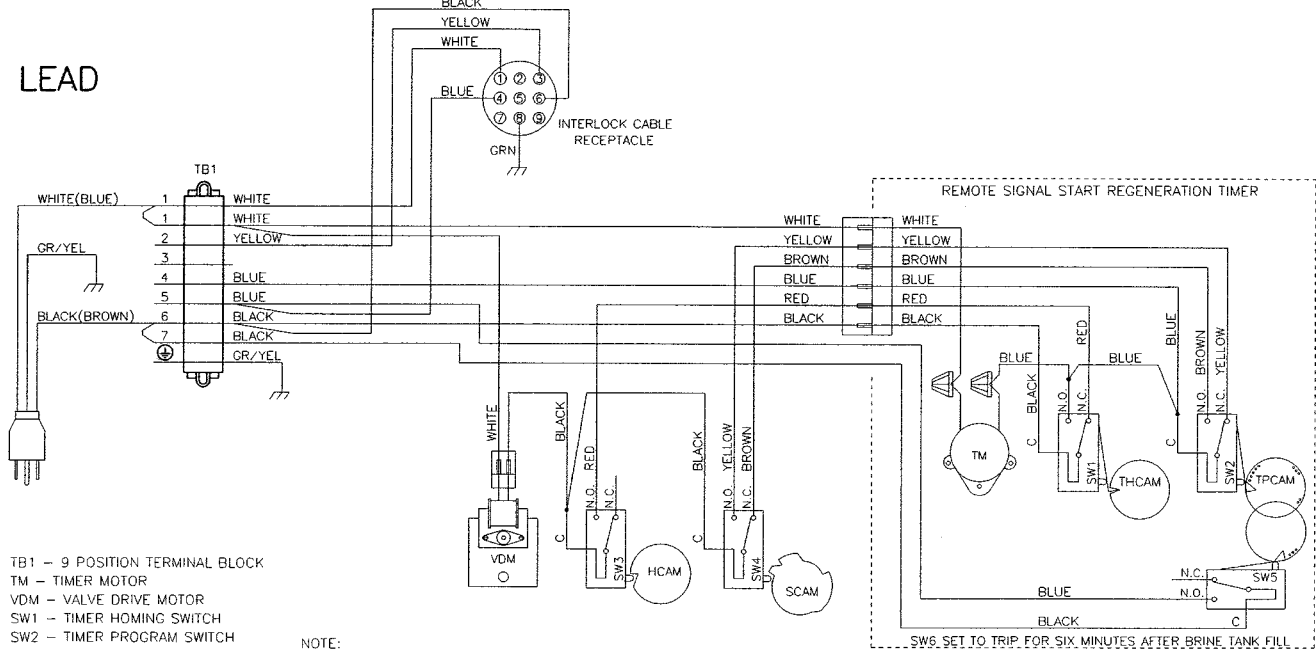 BLACK
YELLOW
WHITE
LEAD
1 2 3
BLUE 4 5 6
7 8 9
INTERLOCK CABLE
RECEPTACLE
GRN
TB1
REMOTE SIGNAL START REGENERATION TIMER
WHITE(BLUE) 1 WHITE
1 WHITE
2 YELLOW
3
4 BLUE
5 BLUE
6 BLACK
7 BLACK
GR/YEL
GR/YEL
BLACK(BROWN)
WHITE WHITE
YELLOW YELLOW
BROWN BROWN
BLUE BLUE
RED RED
BLACK BLACK
BLUE
BLACK
RED
BLUE
BLUE
BROWN
YELLOW
N.O.
N.C.
C
SW1
TM
THCAM
N.O.
N.C.
C
SW2
TPCAM
WHITE
BLACK
RED
N.O.
N.C.
C
SW3
HCAM
VDM
BLACK
YELLOW
BROWN
N.O.
N.C.
C
SW4
SCAM
N.C.
N.O.
SW5
C
BLUE
BLACK
SW6 SET TO TRIP FOR SIX MINUTES AFTER BRINE TANK FILL
TB1 – 9 POSITION TERMINAL BLOCK
TM – TIMER MOTOR
VDM – VALVE DRIVE MOTOR
SW1 – TIMER HOMING SWITCH
SW2 – TIMER PROGRAM SWITCH
NOTE: